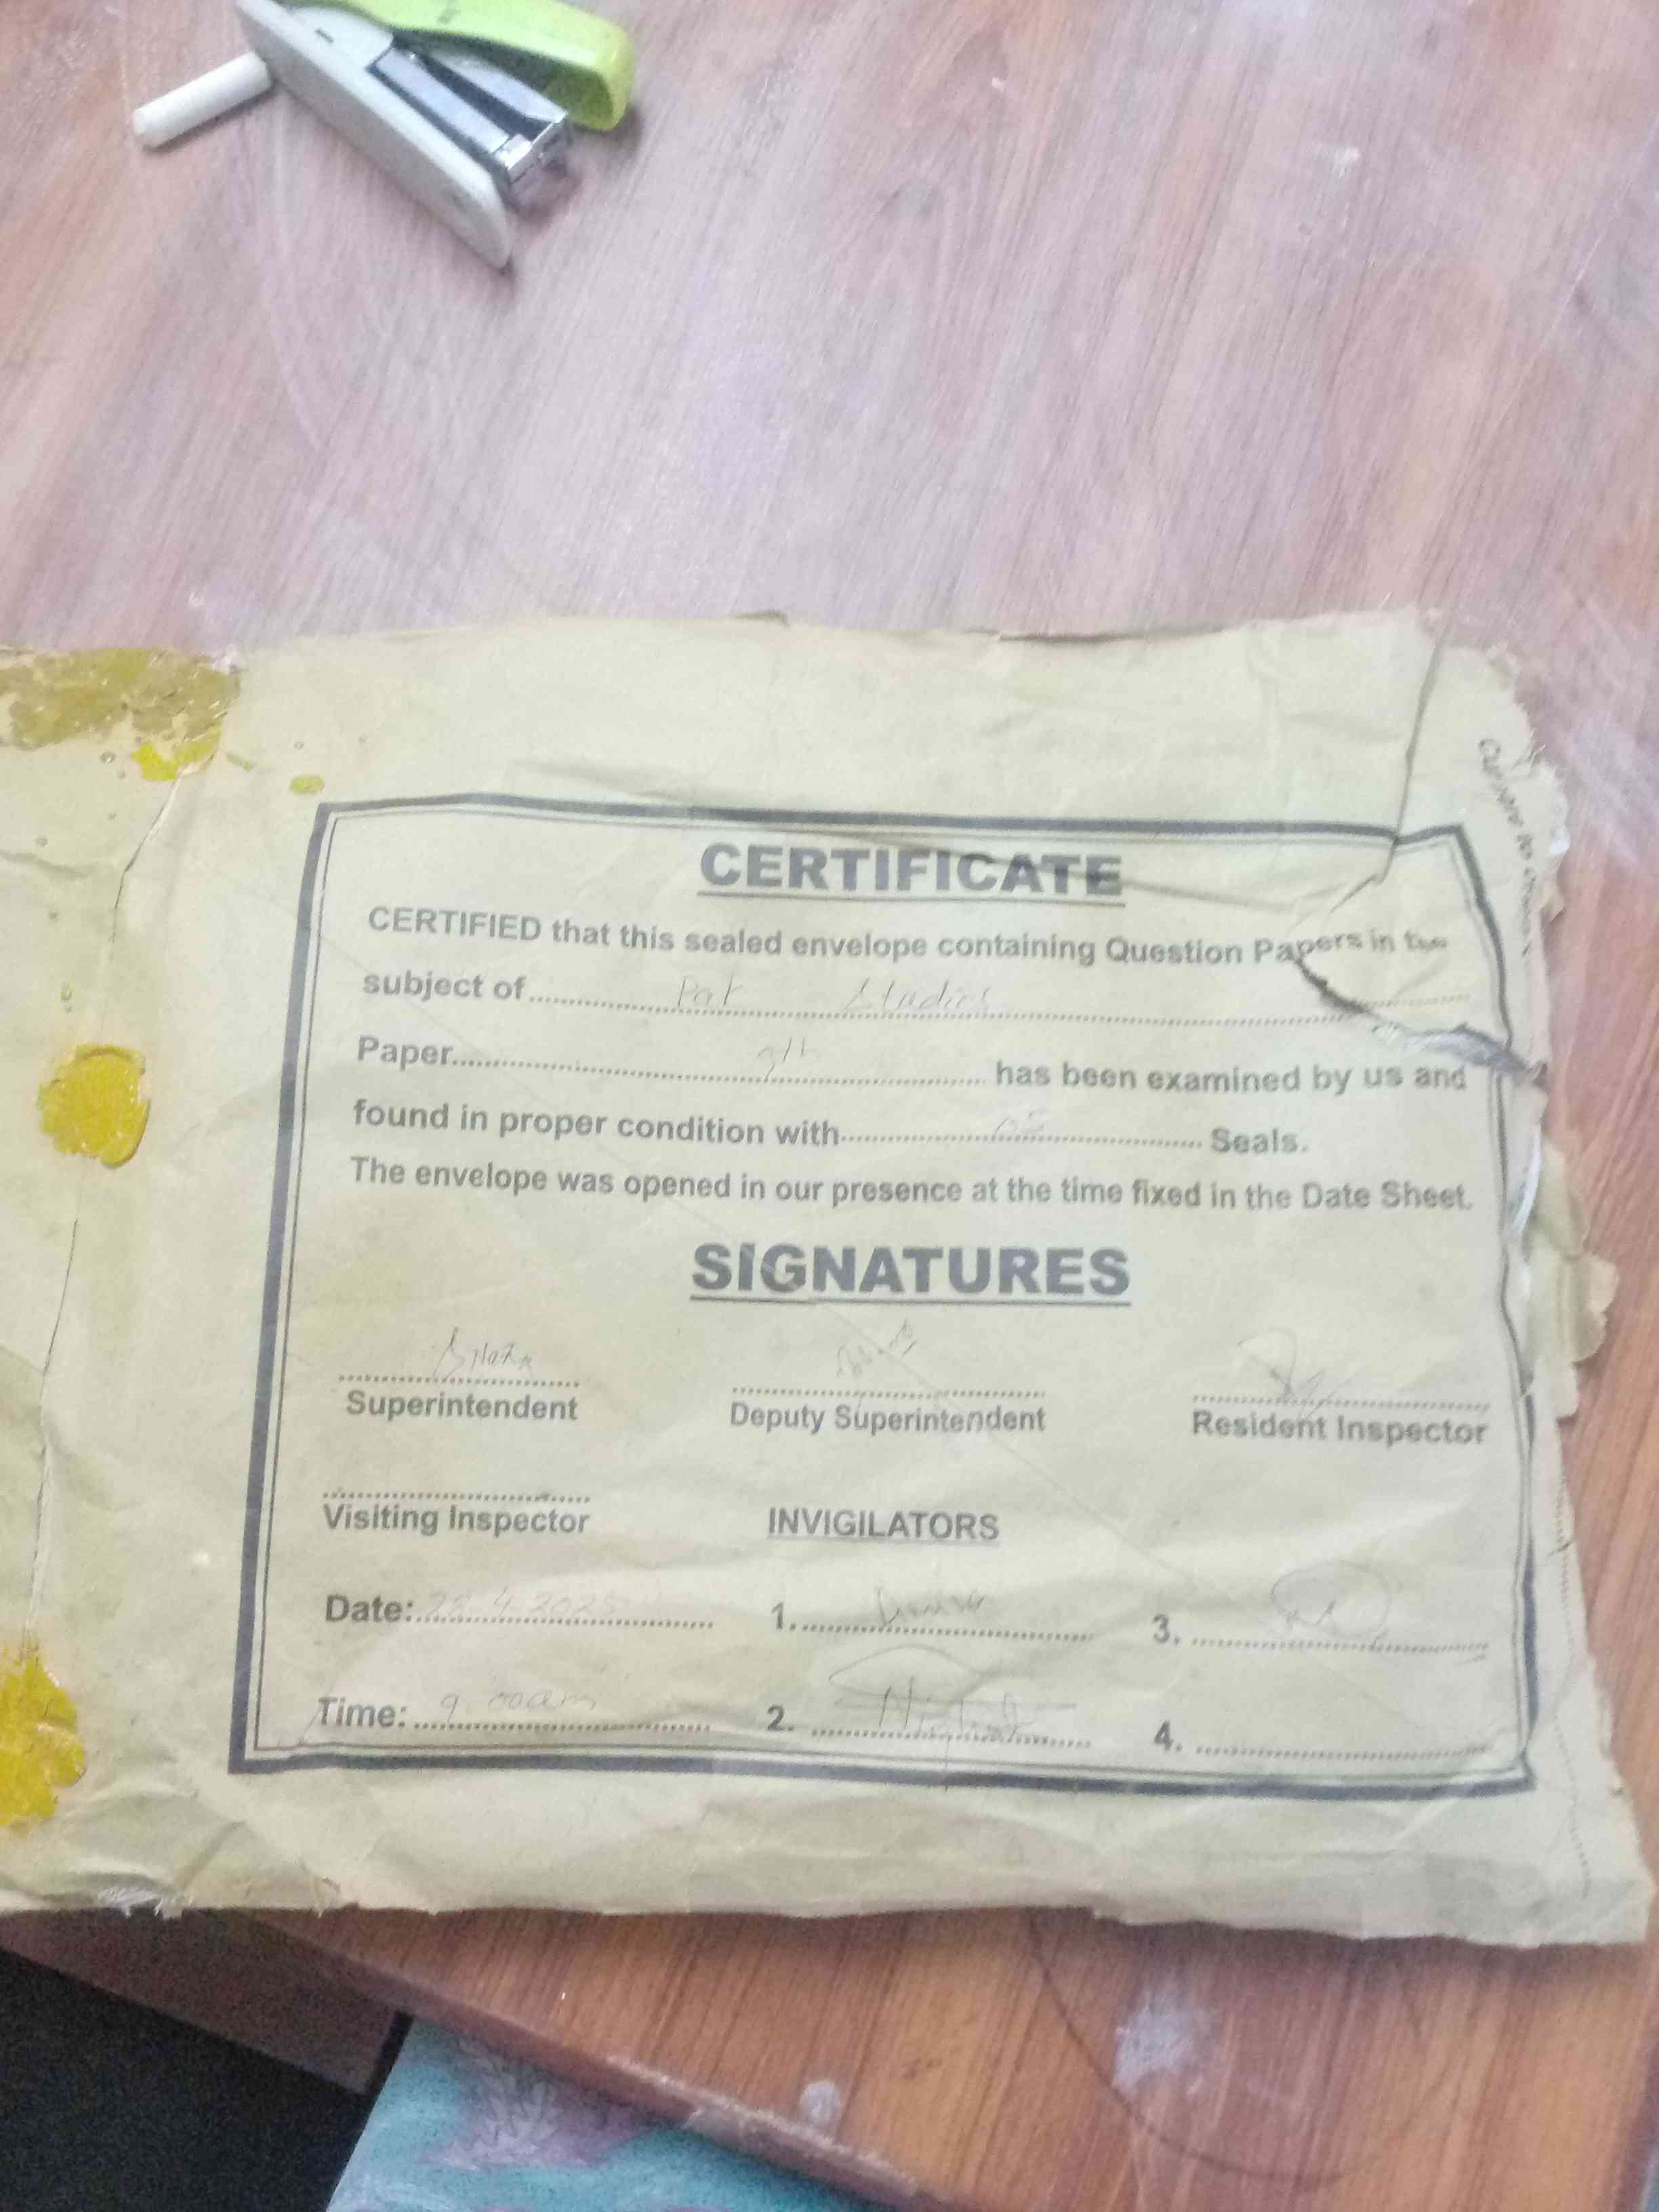 CERTIFICATE
CERTIFIED that this sealed envelope containing Question Papers in the
subject of Pak Studies
Paper 9th has been examined by us and
found in proper condition with 05 Seals.
The envelope was opened in our presence at the time fixed in the Date Sheet.
SIGNATURES
Superintendent Deputy Superintendent Resident Inspector
Visiting Inspector INVIGILATORS
Date: 4.2025 1. 3.
Time: 9.00am 2. 4.